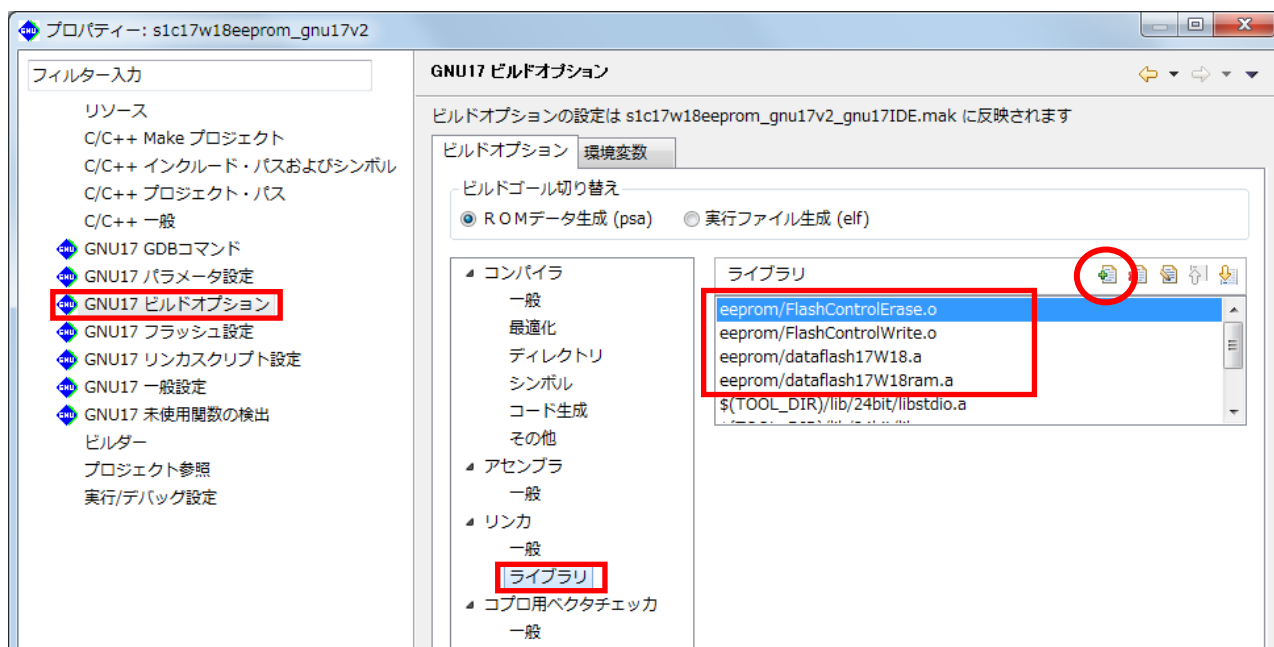 プロパティー: s1c17w18eeprom_gnu17v2
フィルター入力
リソース
C/C++ Make プロジェクト
C/C++ インクルード・パスおよびシンボル
C/C++ プロジェクト・パス
C/C++ 一般
GNU17 GDBコマンド
GNU17 パラメータ設定
GNU17 ビルドオプション
GNU17 フラッシュ設定
GNU17 リンカスクリプト設定
GNU17 一般設定
GNU17 未使用関数の検出
ビルダー
プロジェクト参照
実行/デバッグ設定
GNU17 ビルドオプション
ビルドオプションの設定は s1c17w18eeprom_gnu17v2_gnu17IDE.mak に反映されます
ビルドオプション 環境変数
ビルドゴール切り替え
ＲＯＭデータ生成 (psa) 実行ファイル生成 (elf)
コンパイラ
一般
最適化
ディレクトリ
シンボル
コード生成
その他
アセンブラ
一般
リンカ
一般
ライブラリ
コプロ用ベクタチェッカ
一般
ライブラリ
eeprom/FlashControlErase.o
eeprom/FlashControlWrite.o
eeprom/dataflash17W18.a
eeprom/dataflash17W18ram.a
$(TOOL_DIR)/lib/24bit/libstdio.a